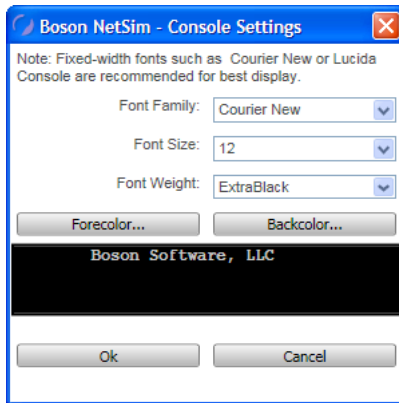 Boson NetSim - Console Settings
Note: Fixed-width fonts such as  Courier New or Lucida
Console are recommended for best display.
Font Family: Courier New
Font Size: 12
Font Weight: ExtraBlack
Forecolor... Backcolor...
Boson Software, LLC
Ok Cancel